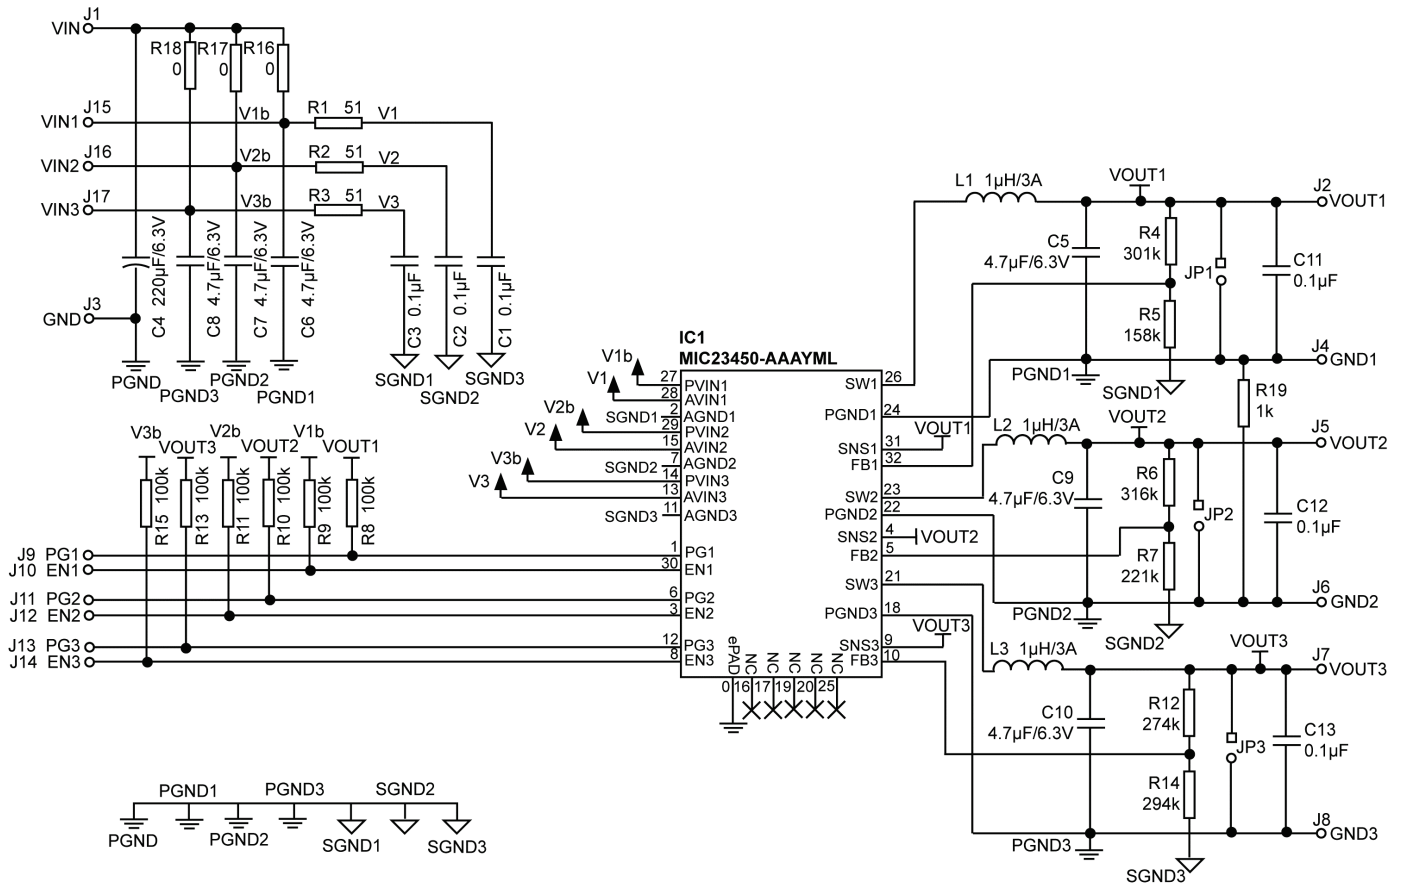 J1
VIN
R18 R17 R16
0 0 0
J15
VIN1 V1b R1 51 V1
J16
VIN2 V2b R2 51 V2
J17
VIN3 V3b R3 51 V3
C4 220µF/6.3V
C8 4.7µF/6.3V
C7 4.7µF/6.3V
C6 4.7µF/6.3V
C3 0.1µF
C2 0.1µF
C1 0.1µF
J3
GND
PGND
PGND3
PGND2
PGND1
SGND1
SGND2
SGND3
V3b
VOUT3
V2b
VOUT2
V1b
VOUT1
R15 100k
R13 100k
R11 100k
R10 100k
R9 100k
R8 100k
J9 PG1
J10 EN1
J11 PG2
J12 EN2
J13 PG3
J14 EN3
IC1
MIC23450-AAAYML
V1b
V1
SGND1
V2b
V2
SGND2
V3b
V3
SGND3
27 PVIN1
28 AVIN1
2 AGND1
29 PVIN2
15 AVIN2
7 AGND2
14 PVIN3
13 AVIN3
11 AGND3
1 PG1
30 EN1
6 PG2
3 EN2
12 PG3
8 EN3
ePAD NC NC NC NC NC
0 16 17 19 20 25
SW1 26
PGND1 24
SNS1 31 VOUT1
FB1 32
SW2 23
PGND2 22
SNS2 4 VOUT2
FB2 5
SW3 21
PGND3 18
SNS3 9 VOUT3
FB3 10
L1 1µH/3A
VOUT1
J2
VOUT1
C5
4.7µF/6.3V
R4
301k
R5
158k
JP1
C11
0.1µF
J4
GND1
PGND1
SGND1
R19
1k
L2 1µH/3A
VOUT2
J5
VOUT2
C9
4.7µF/6.3V
R6
316k
R7
221k
JP2
C12
0.1µF
J6
GND2
PGND2
SGND2
L3 1µH/3A
VOUT3
J7
VOUT3
C10
4.7µF/6.3V
R12
274k
R14
294k
JP3
C13
0.1µF
J8
GND3
PGND3
SGND3
PGND1 PGND3 SGND2
PGND PGND2 SGND1 SGND3